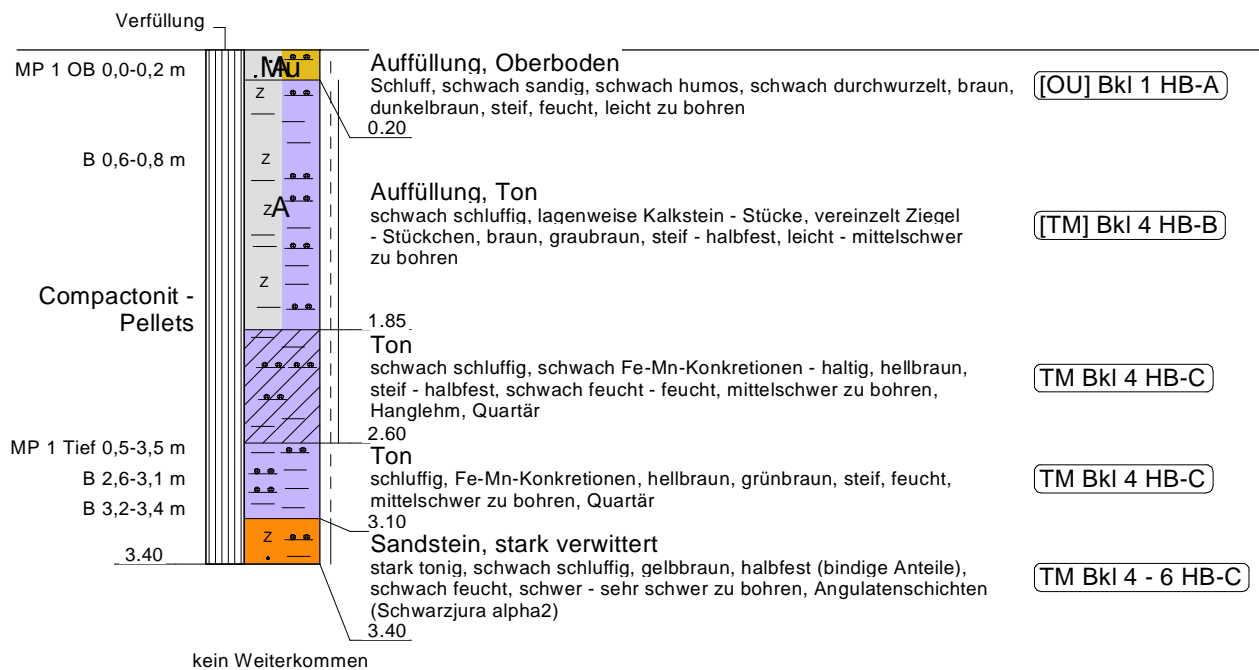 Verfüllung
MP 1 OB 0,0-0,2 m
Mu
A
Auffüllung, Oberboden
Schluff, schwach sandig, schwach humos, schwach durchwurzelt, braun,
dunkelbraun, steif, feucht, leicht zu bohren
0.20
[OU] Bkl 1 HB-A
Z
B 0,6-0,8 m
Z
Z
A
Z
Auffüllung, Ton
schwach schluffig, lagenweise Kalkstein - Stücke, vereinzelt Ziegel
- Stückchen, braun, graubraun, steif - halbfest, leicht - mittelschwer
zu bohren
[TM] Bkl 4 HB-B
Compactonit -
Pellets
1.85
Ton
schwach schluffig, schwach Fe-Mn-Konkretionen - haltig, hellbraun,
steif - halbfest, schwach feucht - feucht, mittelschwer zu bohren,
Hanglehm, Quartär
TM Bkl 4 HB-C
2.60
MP 1 Tief 0,5-3,5 m
B 2,6-3,1 m
B 3,2-3,4 m
Ton
schluffig, Fe-Mn-Konkretionen, hellbraun, grünbraun, steif, feucht,
mittelschwer zu bohren, Quartär
TM Bkl 4 HB-C
3.10
3.40
Z
Sandstein, stark verwittert
stark tonig, schwach schluffig, gelbbraun, halbfest (bindige Anteile),
schwach feucht, schwer - sehr schwer zu bohren, Angulatenschichten
(Schwarzjura alpha2)
3.40
TM Bkl 4 - 6 HB-C
kein Weiterkommen